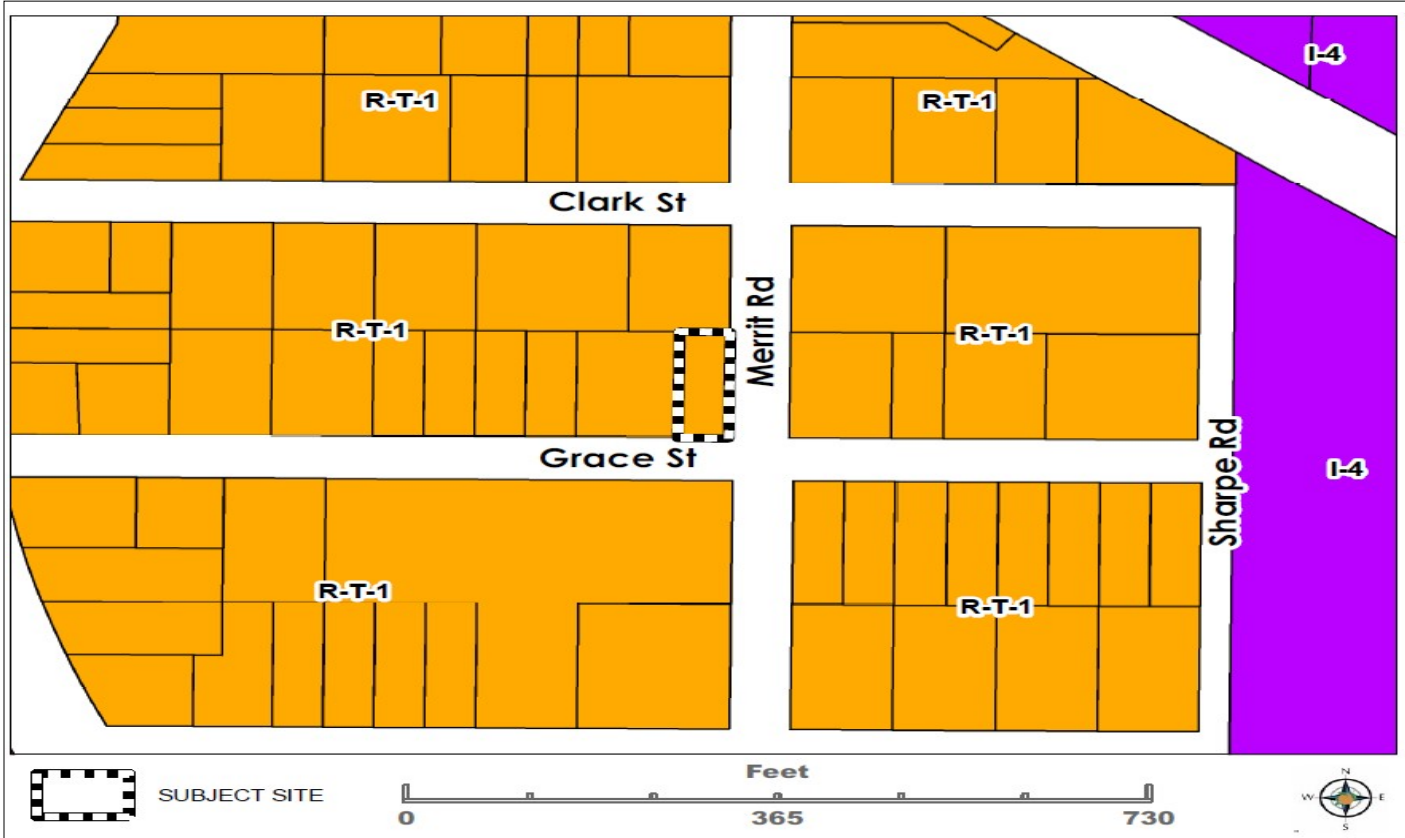 I-4
R-T-1
R-T-1
Clark St
Merrit Rd
R-T-1
R-T-1
Grace St
Sharpe Rd
I-4
R-T-1
R-T-1
SUBJECT SITE
Feet
0
365
730
N
W
E
S